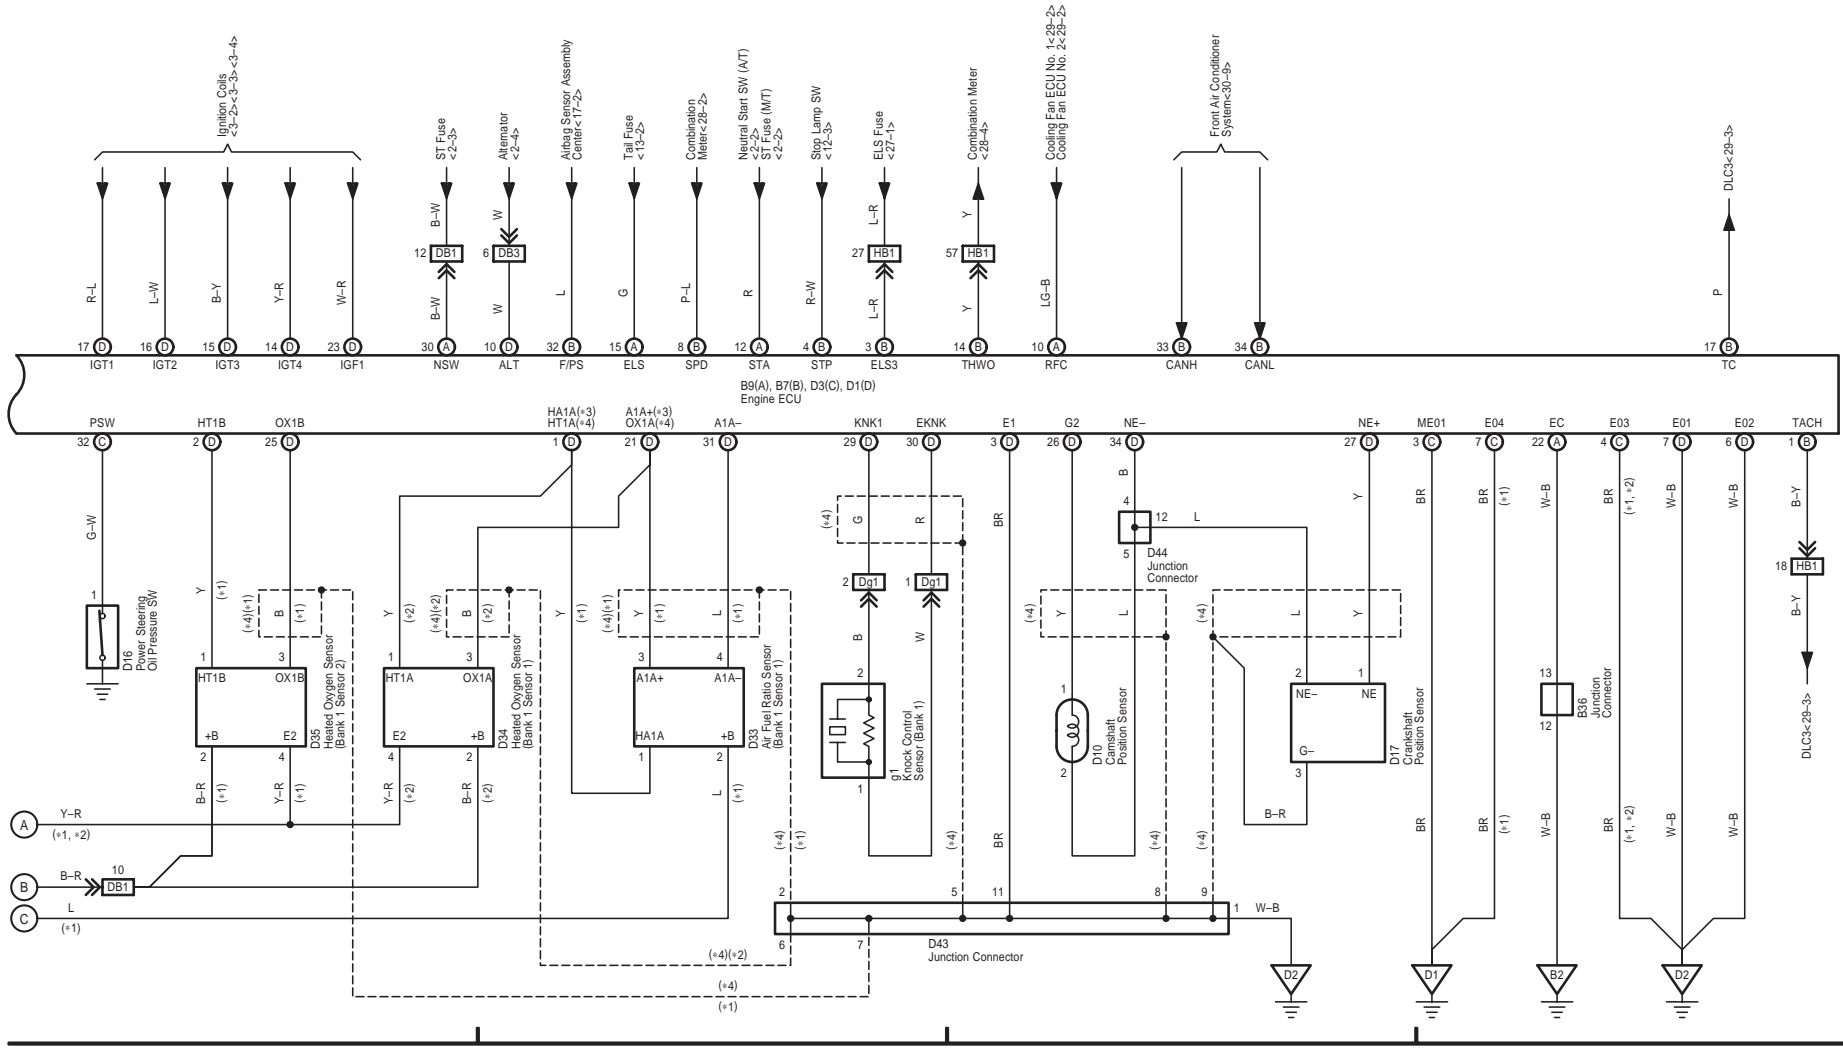 Ignition Coils
<3–2><3–3><3–4>
ST Fuse
<2–3>
Alternator
<2–4>
Airbag Sensor Assembly
Center<17–2>
Tail Fuse
<13–2>
Combination
Meter<28–2>
Neutral Start SW (A/T)
<2–2>
ST Fuse (M/T)
<2–2>
Stop Lamp SW
<12–3>
ELS Fuse
<27–1>
Combination Meter
<28–4>
Cooling Fan ECU No. 1<29–2>
Cooling Fan ECU No. 2<29–2>
Front Air Conditioner
System<30–9>
DLC3<29–3>
B–W W L–R Y
12 DB1 6 DB3 27 HB1 57 HB1
R–L L–W B–Y Y–R W–R B–W W L G P–L R R–W L–R Y LG–B P
17 D 16 D 15 D 14 D 23 D 30 A 10 D 32 B 15 A 8 B 12 A 4 B 3 B 14 B 10 A 33 B 34 B 17 B
IGT1 IGT2 IGT3 IGT4 IGF1 NSW ALT F/PS ELS SPD STA STP ELS3 THWO RFC CANH CANL TC
B9(A), B7(B), D3(C), D1(D)
Engine ECU
HA1A(*3) A1A+(*3)
PSW HT1B OX1B HT1A(*4) OX1A(*4) A1A– KNK1 EKNK E1 G2 NE– NE+ ME01 E04 EC E03 E01 E02 TACH
32 C 2 D 25 D 1 D 21 D 31 D 29 D 30 D 3 D 26 D 34 D 27 D 3 C 7 C 22 A 4 C 7 D 6 D 1 B
G–W
(*4) G R BR B Y
BR BR (*1) W–B BR (*1, *2) W–B W–B B–Y
4 12 L
5 D44
Junction
Connector
2 Dg1 1 Dg1
18 HB1
B–Y
DLC3<29–3>
Y (*1) (*4)(*1) B (*1) Y (*2) (*4)(*2) B (*2) Y (*1) (*4)(*1) Y (*3) L (*1)
B W (*4) Y L (*4) L Y
1
D16
Power Steering
Oil Pressure SW
1 3
HT1B OX1B
+B E2
2 4
D35
Heated Oxygen Sensor
(Bank 1 Sensor 2)
1 3
HT1A OX1A
E2 +B
4 2
D34
Heated Oxygen Sensor
(Bank 1 Sensor 1)
3 4
A1A+ A1A–
HA1A +B
1 2
D33
Air Fuel Ratio Sensor
(Bank 1 Sensor 1)
2
1
g1
Knock Control
Sensor (Bank 1)
1
2
D10
Camshaft
Position Sensor
2 1
NE– NE
G–
3
D17
Crankshaft
Position Sensor
13
12
B36
Junction
Connector
B–R (*1) Y–R (*1) Y–R (*2) B–R (*2) L (*1)
B–R
A Y–R
(*1, *2)
(*4) (*1) (*4) BR (*4) (*4) BR BR (*1) W–B BR (*1, *2) W–B W–B
B B–R 10
DB1
C L
(*1)
2 5 11 8 9
1 W–B
6 7 D43
Junction Connector
(*4)(*2)
(*4)
(*1)
D2 D1 B2 D2